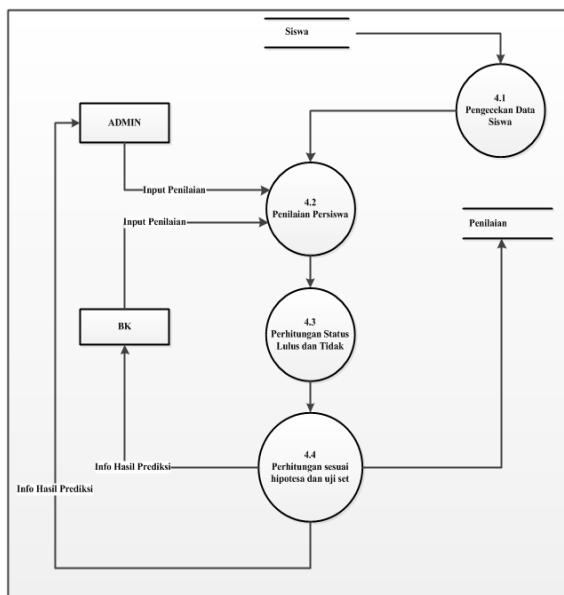 Siswa
4.1
Pengecekan Data
Siswa
ADMIN
4.2
Penilaian Persiswa
Input Penilaian
Input Penilaian
Penilaian
BK
4.3
Perhitungan Status
Lulus dan Tidak
4.4
Perhitungan sesuai
hipotesa dan uji set
Info Hasil Prediksi
Info Hasil Prediksi